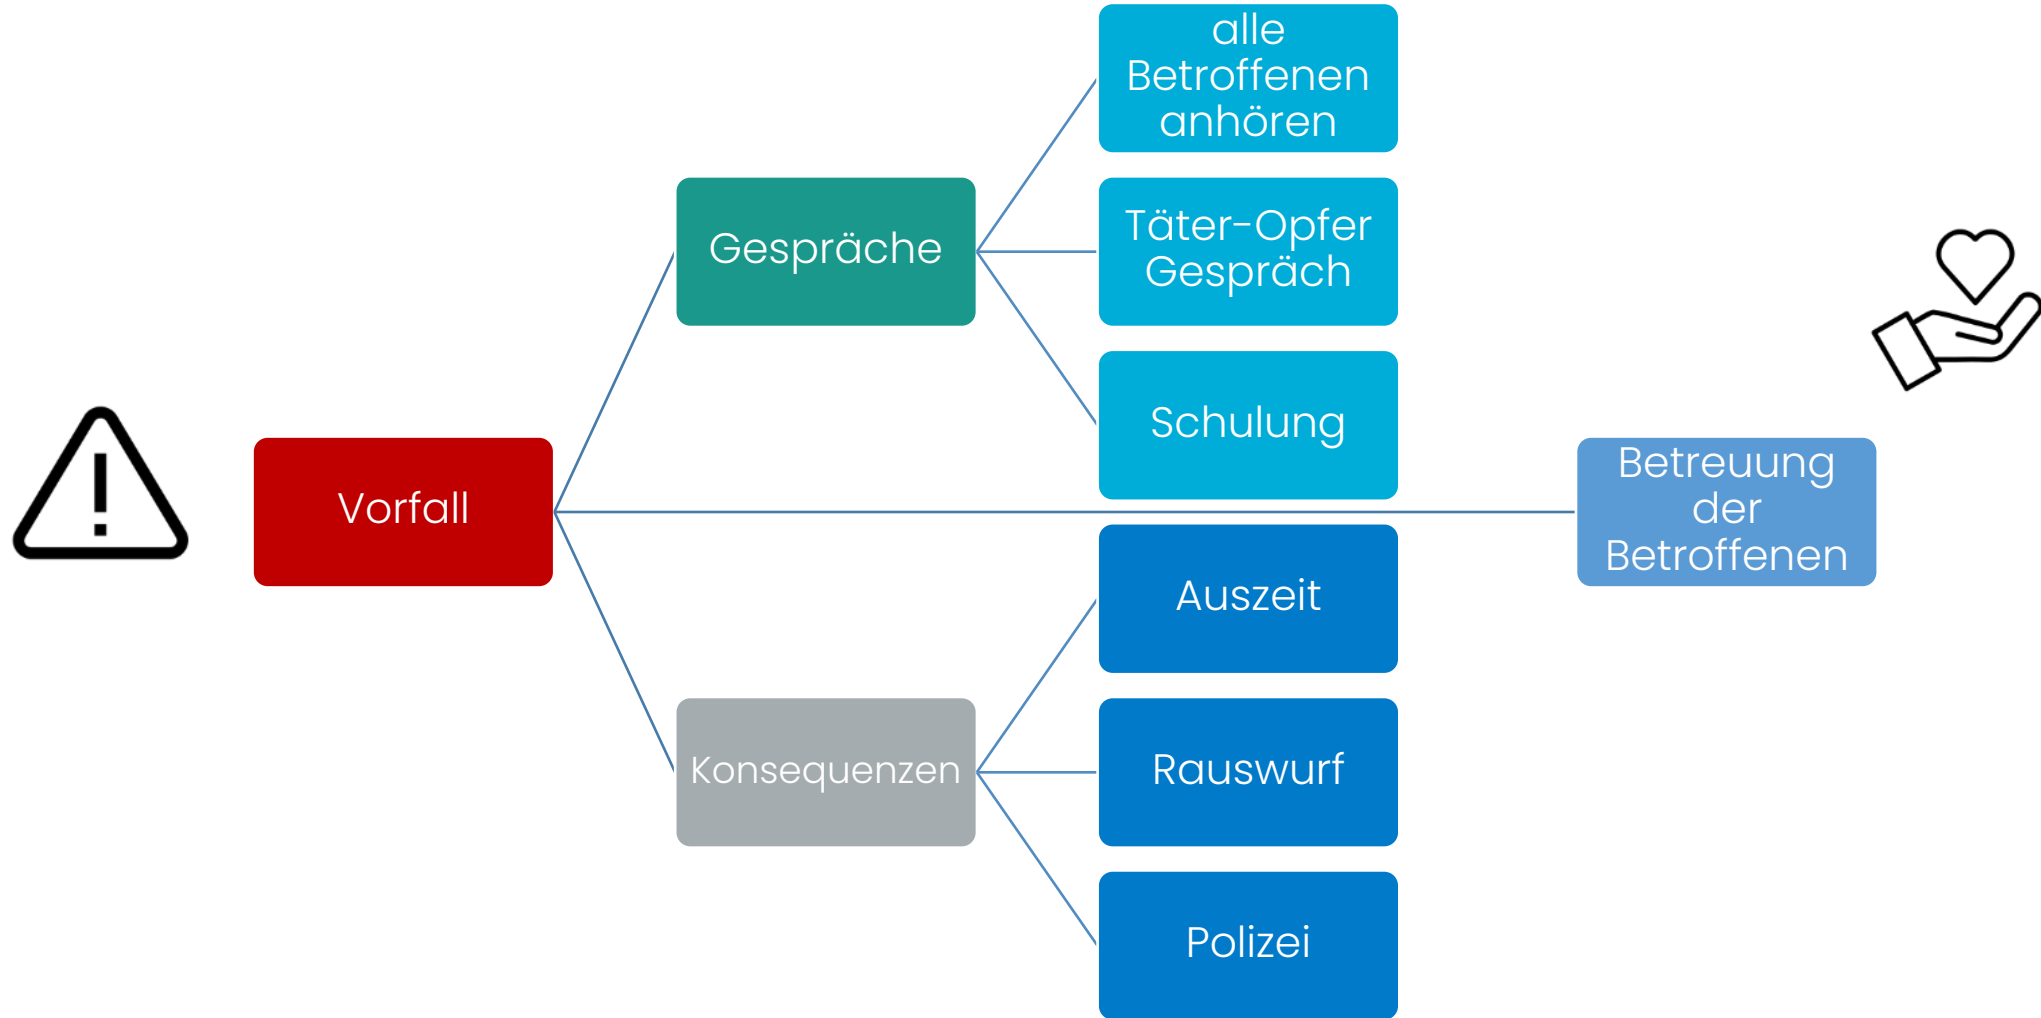 alle
Betroffenen
anhören
Gespräche
Täter-Opfer
Gespräch
Schulung
Vorfall
Betreuung
der
Betroffenen
Auszeit
Konsequenzen
Rauswurf
Polizei